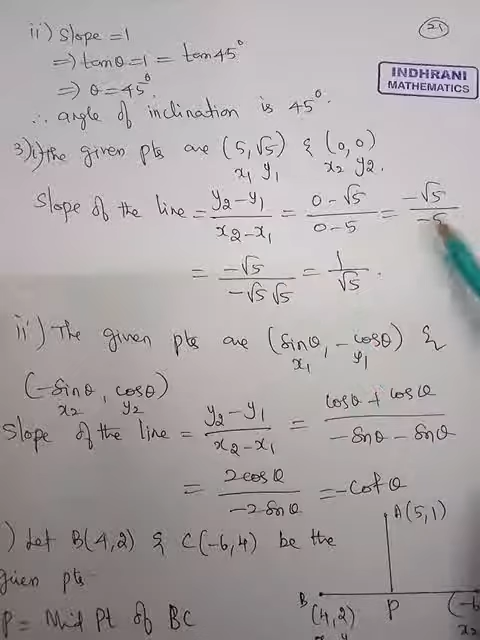 21
ii) Slope = 1
INDHRANI
MATHEMATICS
⇒ tanθ = 1 = tan 45°
⇒ θ = 45°
∴ angle of inclination is 45°.
3) i) the given pts are (5, √5) & (0, 0)
x1 y1 x2 y2.
Slope of the line = (y2 - y1)/(x2 - x1) = (0 - √5)/(0 - 5) = -√5/-5
= -√5/(-√5 √5) = 1/√5 .
ii) The given pts are (Sinθ, -cosθ) &
x1 y1
(-Sinθ, cosθ)
x2 y2
Slope of the line = (y2 - y1)/(x2 - x1) = (cosθ + cosθ)/(-Sinθ - Sinθ)
= 2cosθ/(-2Sinθ) = -cotθ
A(5, 1)
) Let B(4, 2) & C(-6, 4) be the
given pts
B P
(4, 2) (-6
P = Mid Pt of BC